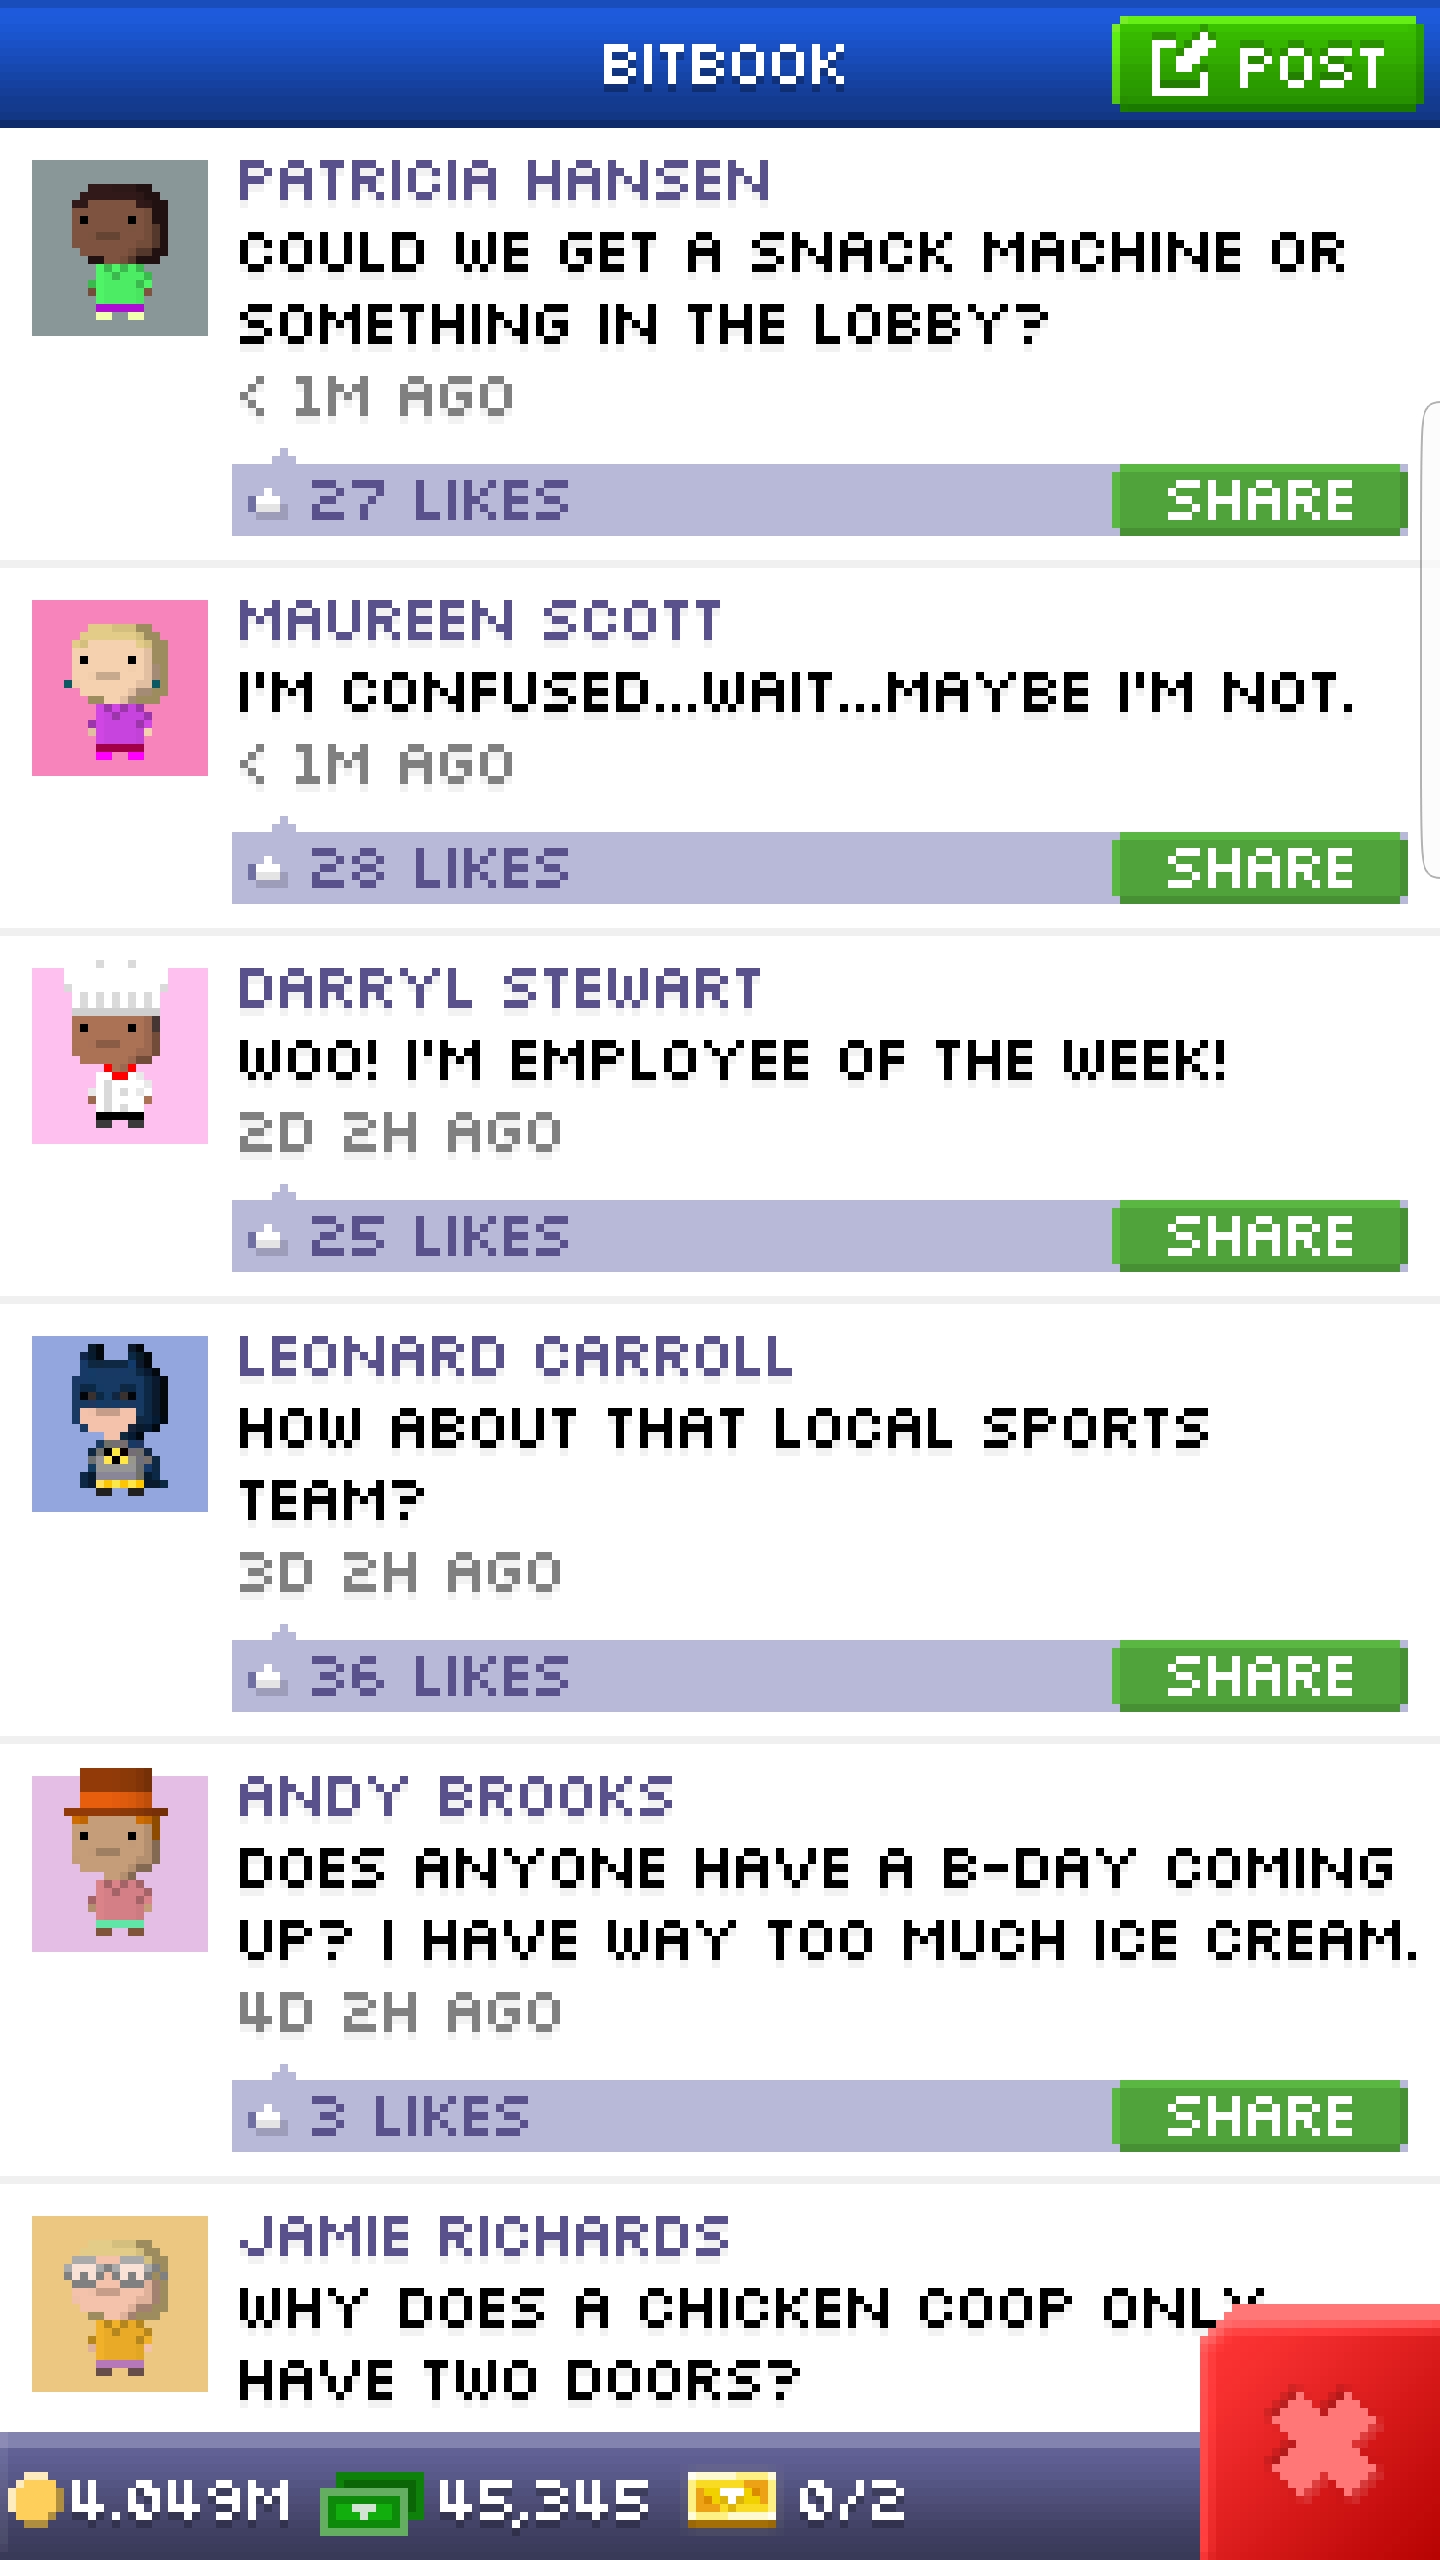 BITBOOK
POST
PATRICIA HANSEN
COULD WE GET A SNACK MACHINE OR
SOMETHING IN THE LOBBY?
< 1M AGO
27 LIKES
SHARE
MAUREEN SCOTT
I'M CONFUSED...WAIT...MAYBE I'M NOT.
< 1M AGO
28 LIKES
SHARE
DARRYL STEWART
WOO! I'M EMPLOYEE OF THE WEEK!
2D 2H AGO
25 LIKES
SHARE
LEONARD CARROLL
HOW ABOUT THAT LOCAL SPORTS
TEAM?
3D 2H AGO
36 LIKES
SHARE
ANDY BROOKS
DOES ANYONE HAVE A B-DAY COMING
UP? I HAVE WAY TOO MUCH ICE CREAM.
4D 2H AGO
3 LIKES
SHARE
JAMIE RICHARDS
WHY DOES A CHICKEN COOP ONLY
HAVE TWO DOORS?
4.049M 45,345 0/2